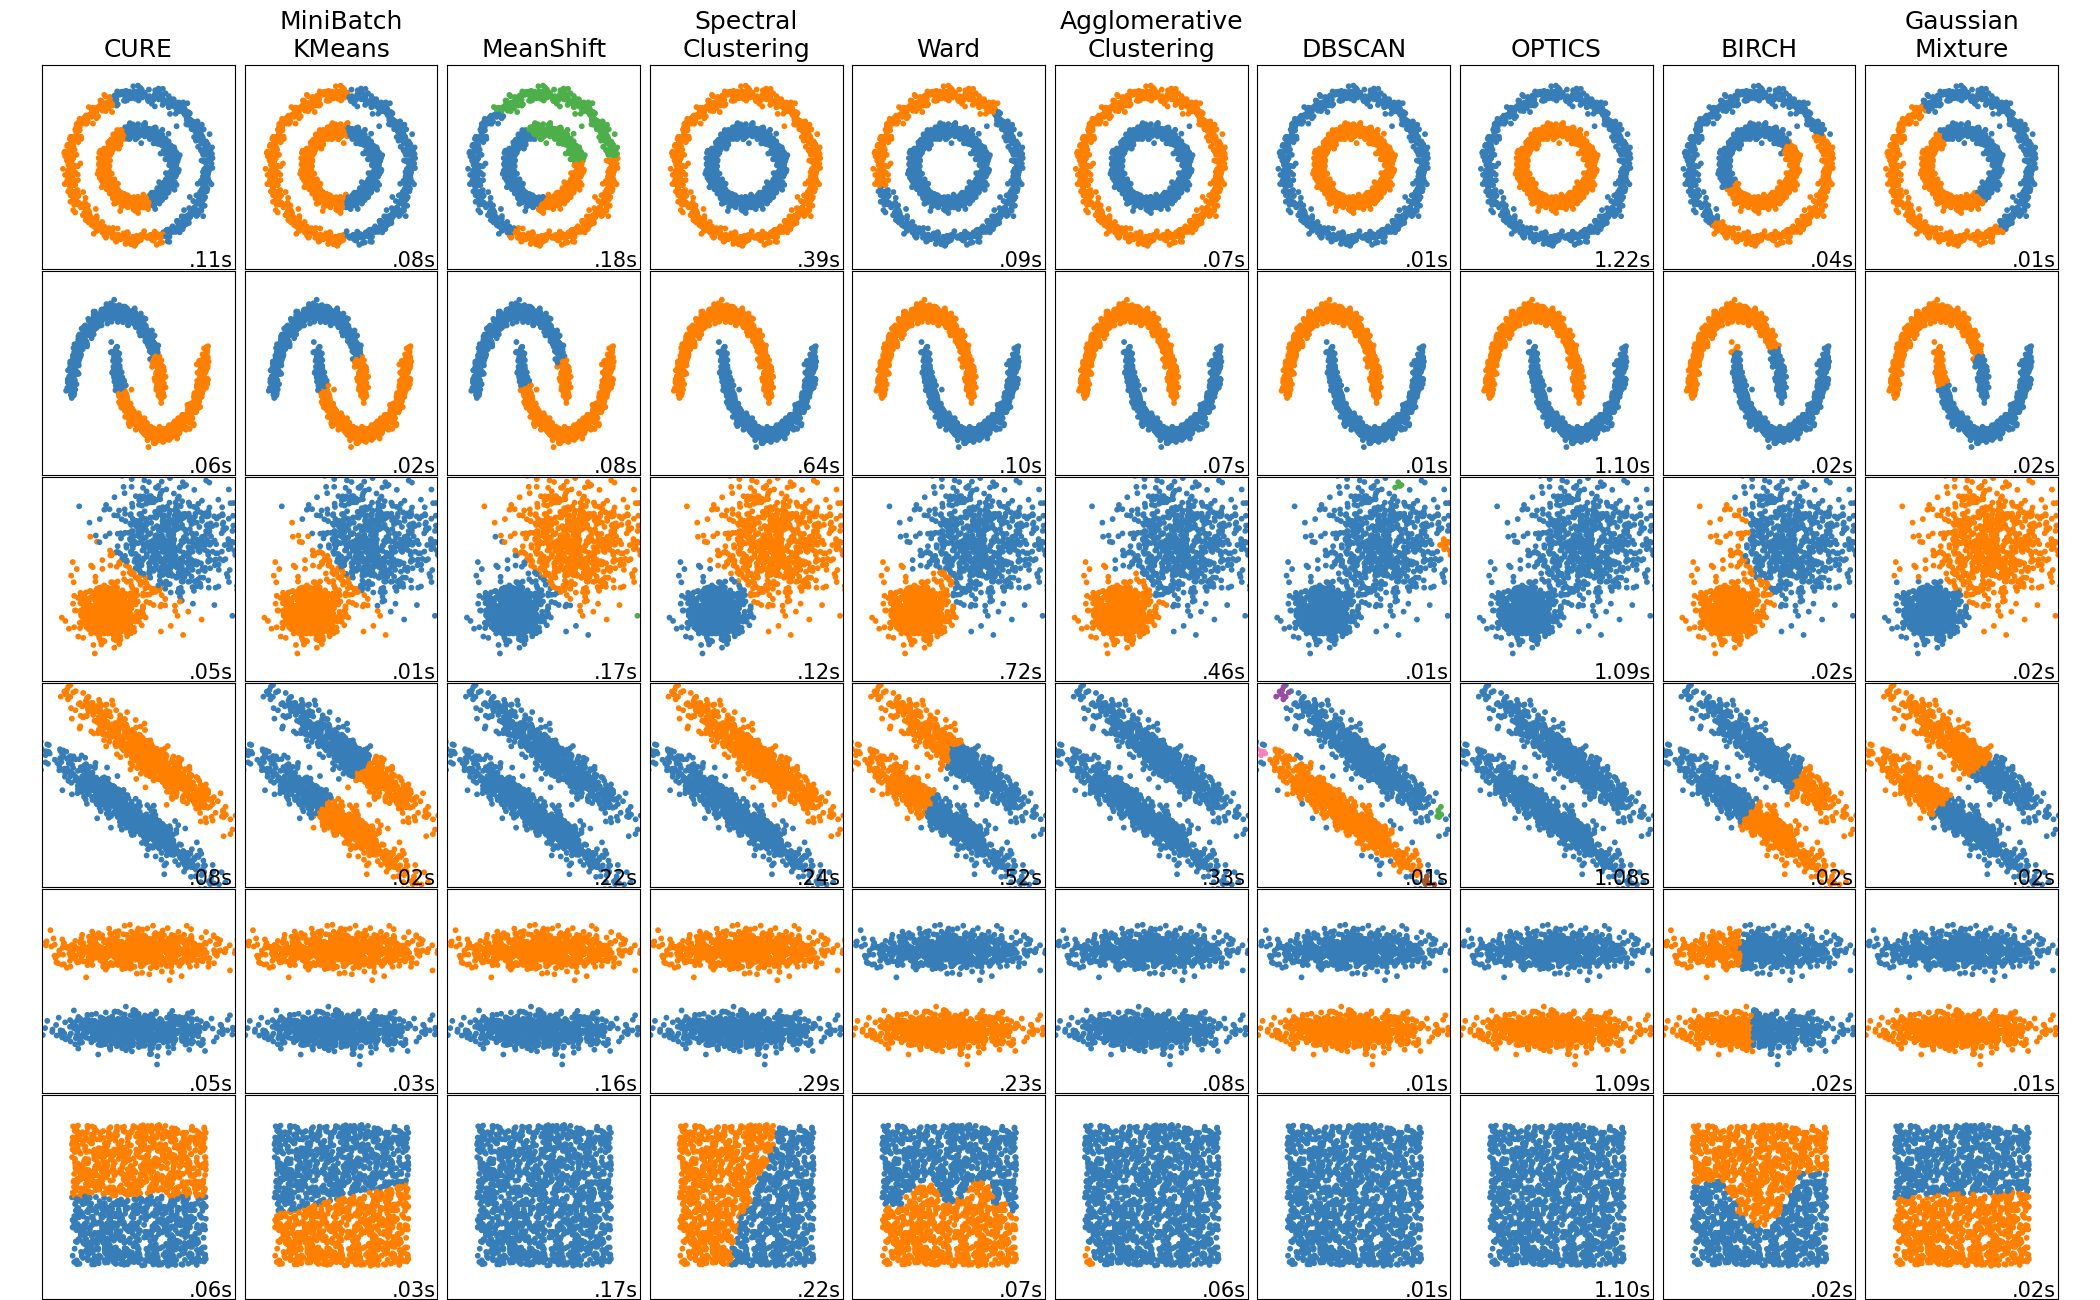 CURE
MiniBatch
KMeans
MeanShift
Spectral
Clustering
Ward
Agglomerative
Clustering
DBSCAN
OPTICS
BIRCH
Gaussian
Mixture
.11s .08s .18s .39s .09s .07s .01s 1.22s .04s .01s
.06s .02s .08s .64s .10s .07s .01s 1.10s .02s .02s
.05s .01s .17s .12s .72s .46s .01s 1.09s .02s .02s
.08s .02s .22s .24s .52s .33s .01s 1.08s .02s .02s
.05s .03s .16s .29s .23s .08s .01s 1.09s .02s .01s
.06s .03s .17s .22s .07s .06s .01s 1.10s .02s .02s